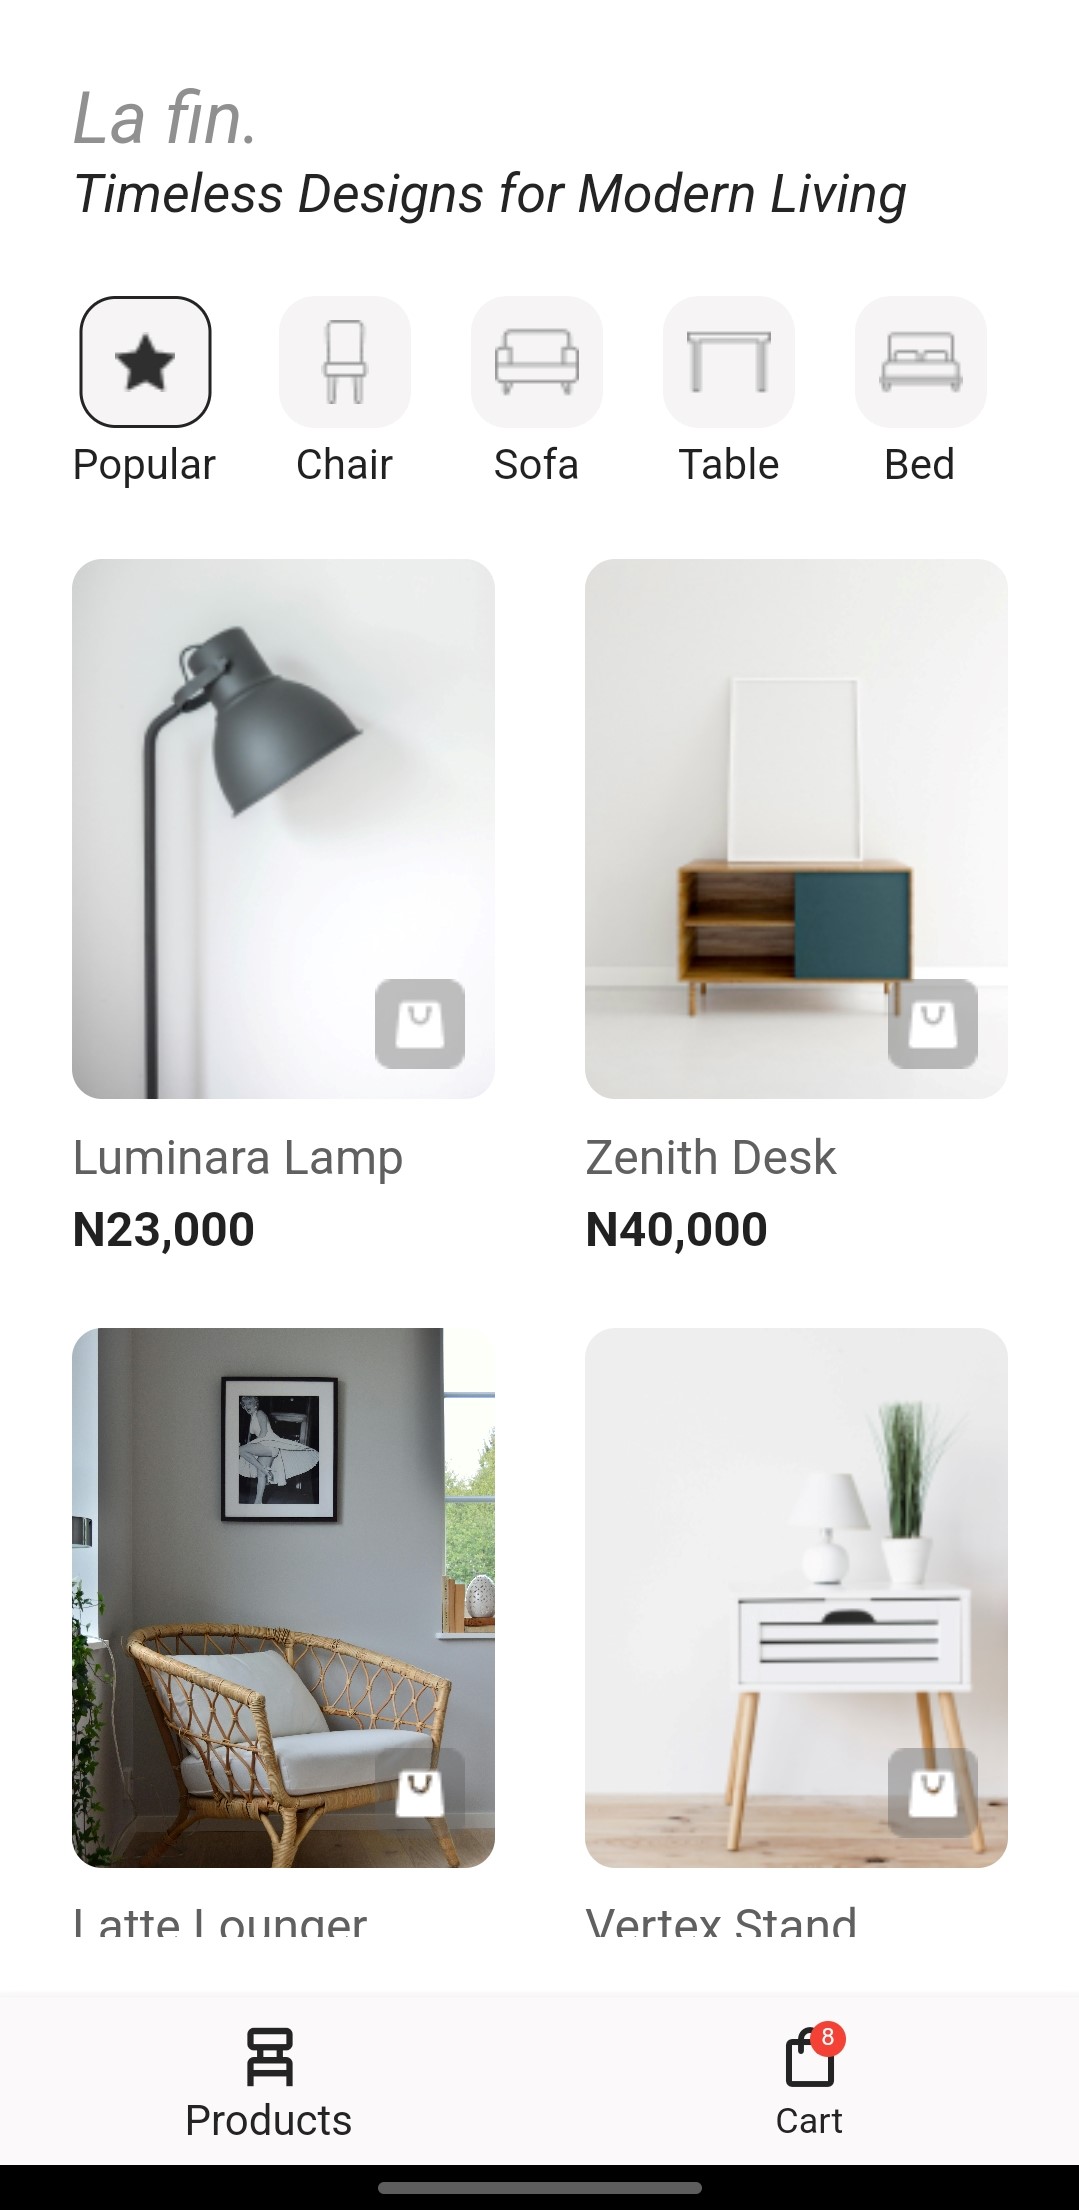 La fin.
Timeless Designs for Modern Living
Popular
Chair
Sofa
Table
Bed
Luminara Lamp
Zenith Desk
N23,000
N40,000
Latte Lounger
Vertex Stand
8
Products
Cart